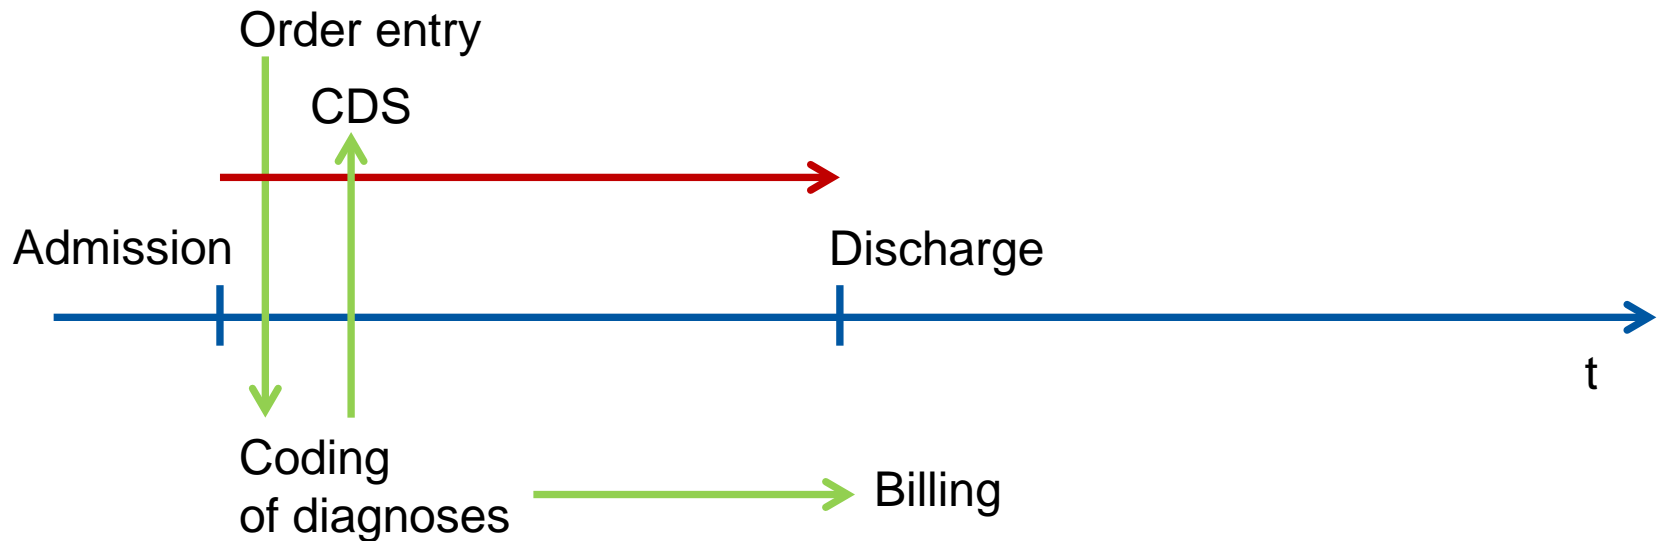 Order entry
CDS
Admission
Discharge
t
Coding
of diagnoses
Billing